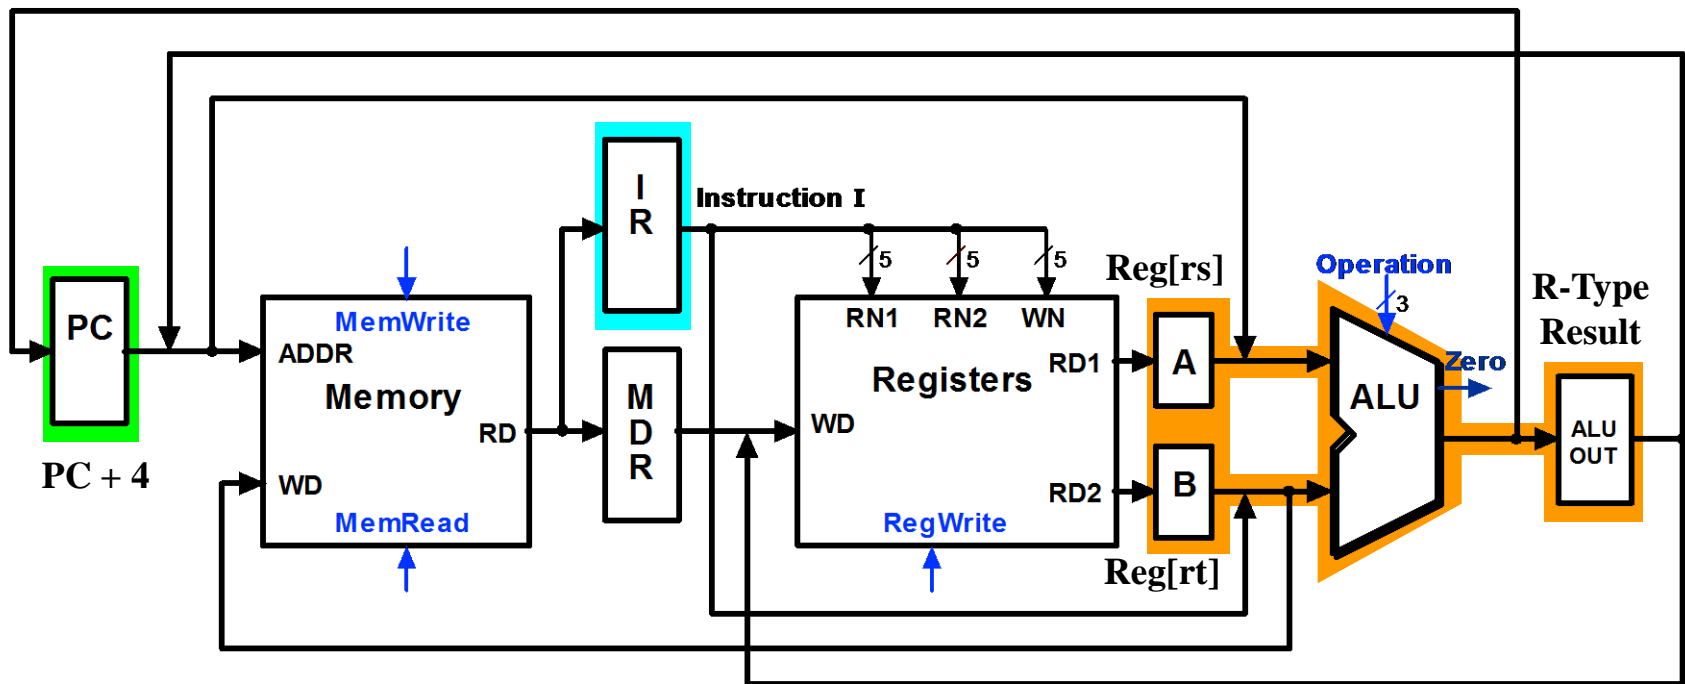 I
R
Instruction I
5
5
5
Reg[rs]
Operation
3
R-Type
Result
PC
MemWrite
ADDR
Memory
RD
WD
MemRead
PC + 4
M
D
R
RN1
RN2
WN
RD1
Registers
WD
RD2
RegWrite
A
B
Reg[rt]
ALU
Zero
ALU
OUT